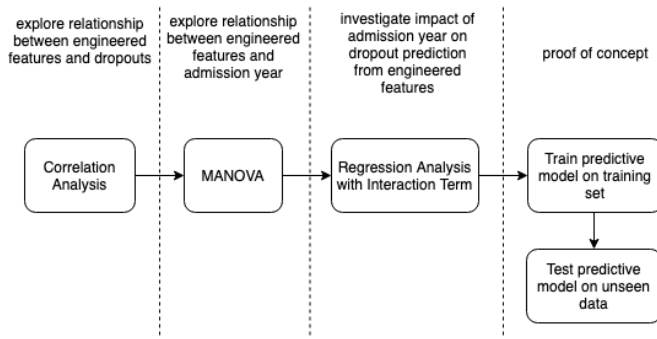 explore relationship
between engineered
features and dropouts
explore relationship
between engineered
features and
admission year
investigate impact of
admission year on
dropout prediction
from engineered
features
proof of concept
Correlation
Analysis
MANOVA
Regression Analysis
with Interaction Term
Train predictive
model on training
set
Test predictive
model on unseen
data